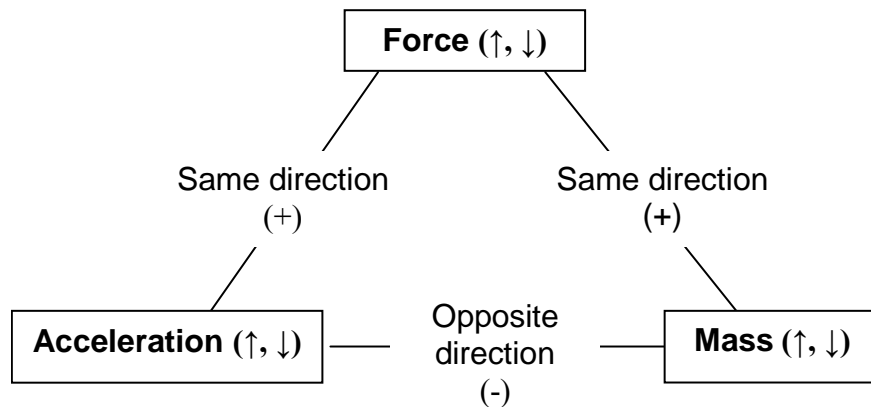 Force (↑, ↓)
Same direction
(+)
Same direction
(+)
Acceleration (↑, ↓)
Opposite
direction
(-)
Mass (↑, ↓)